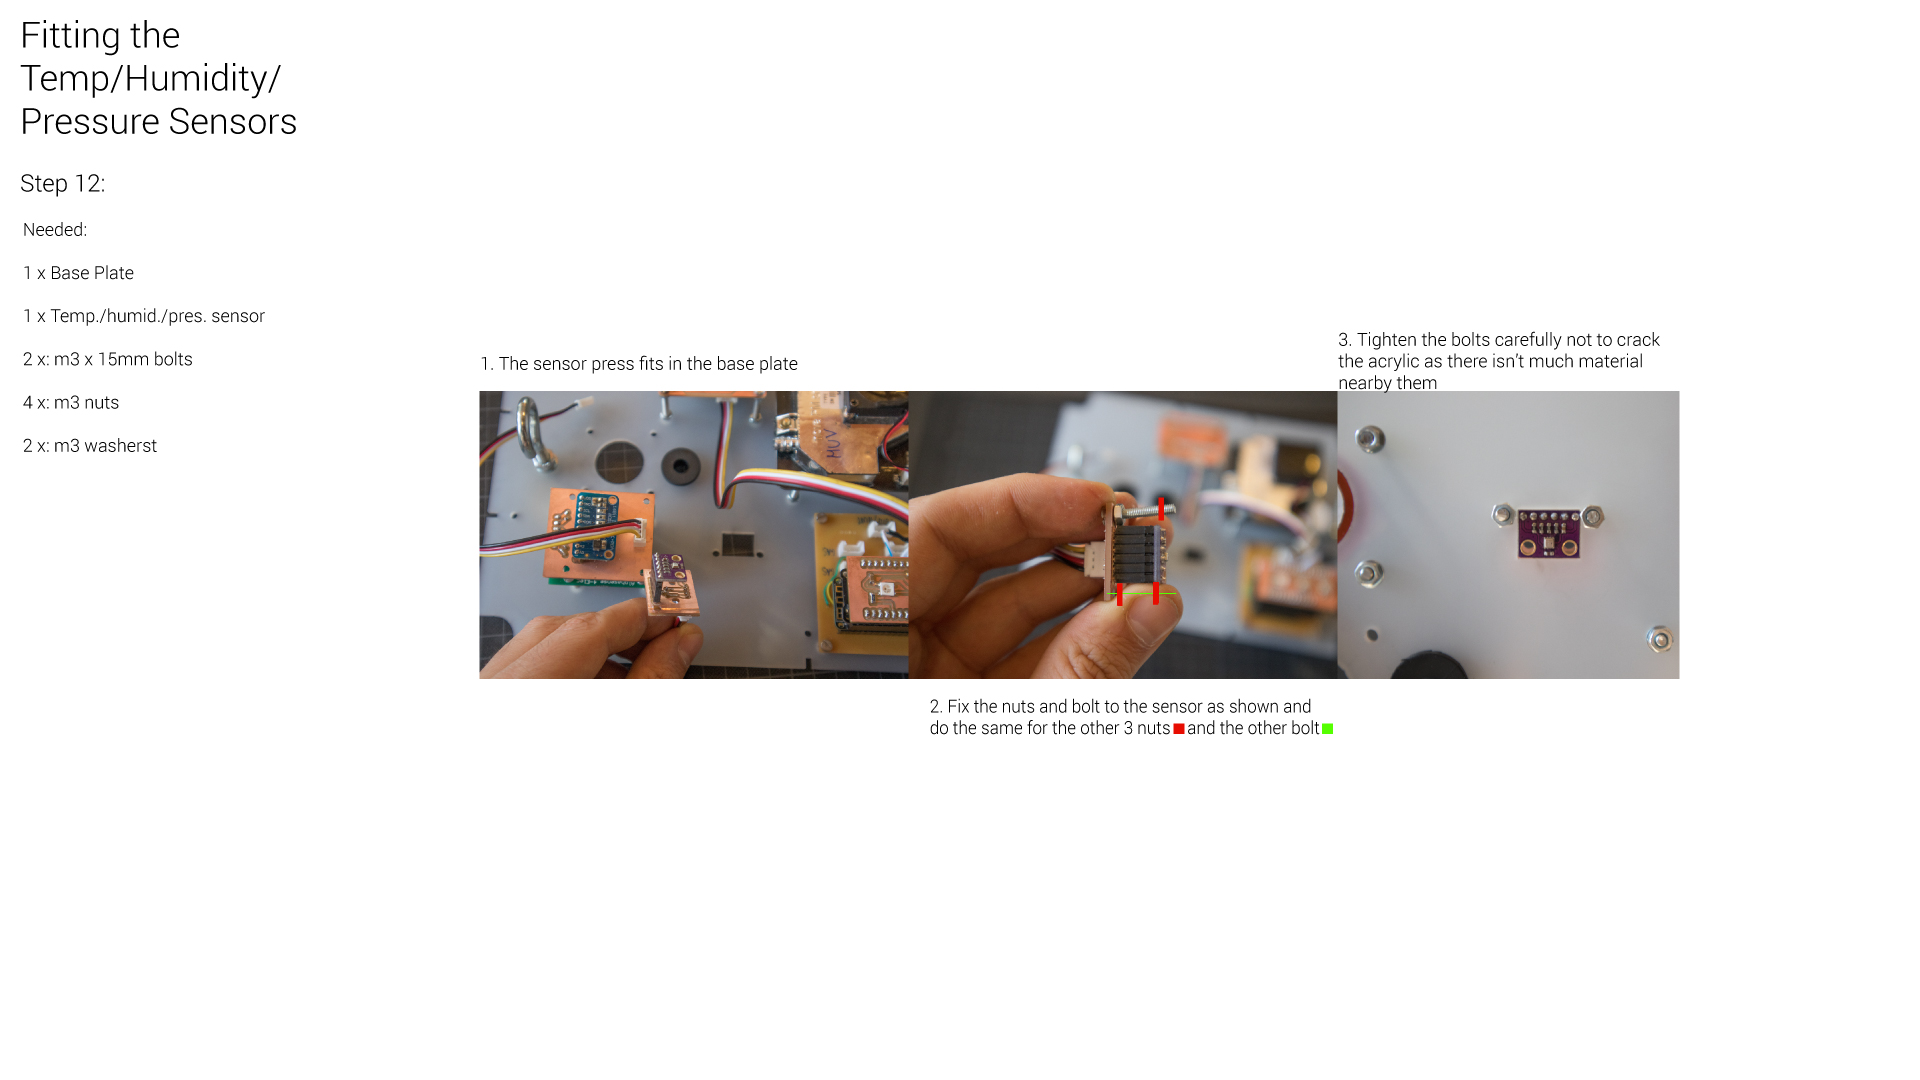 Fitting the
Temp/Humidity/
Pressure Sensors
Step 12:
Needed:
1 x Base Plate
1 x Temp./humid./pres. sensor
2 x: m3 x 15mm bolts
4 x: m3 nuts
2 x: m3 washerst
1. The sensor press fits in the base plate
HUV
2. Fix the nuts and bolt to the sensor as shown and
do the same for the other 3 nuts and the other bolt
3. Tighten the bolts carefully not to crack
the acrylic as there isn't much material
nearby them